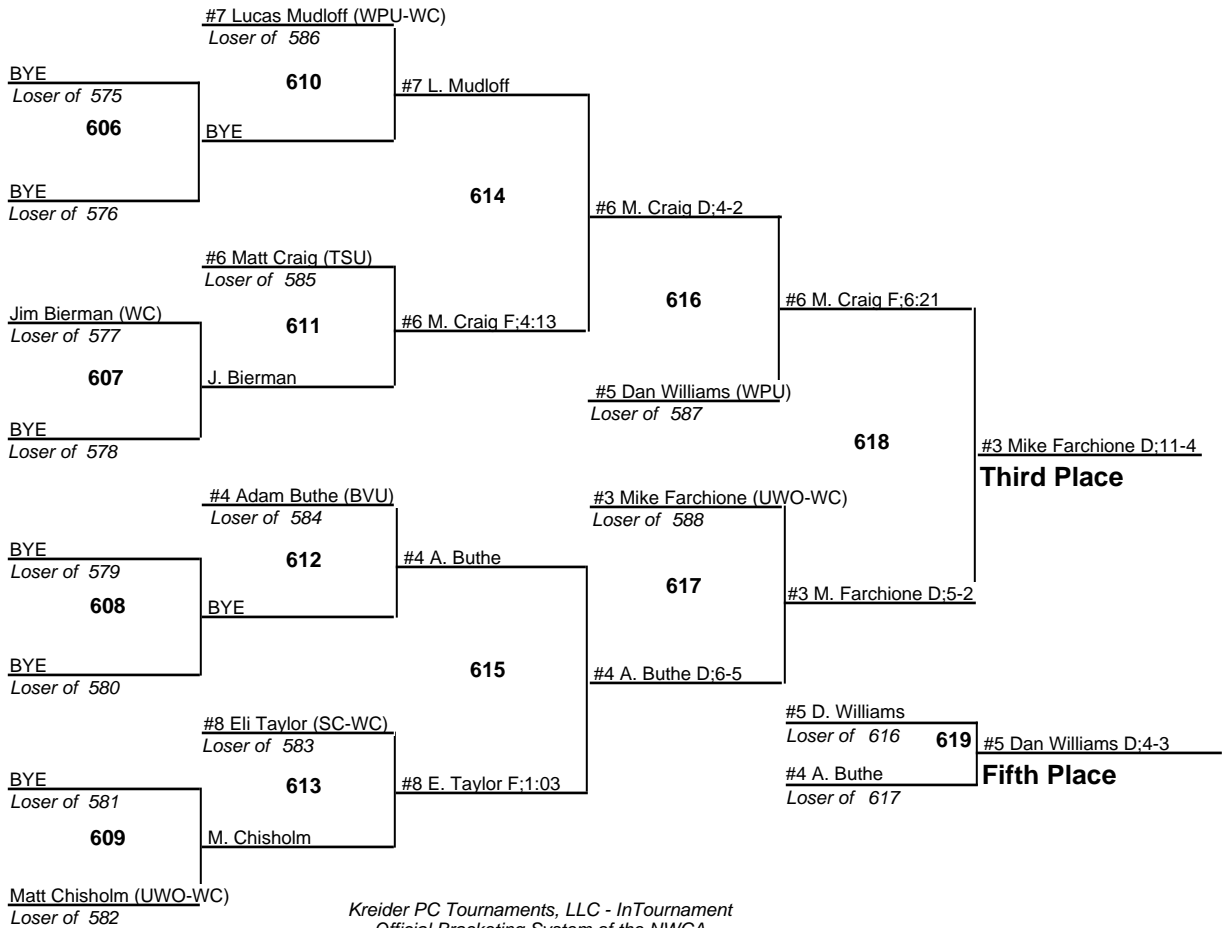 #7 Lucas Mudloff (WPU-WC)
Loser of 586
BYE
Loser of 575
610
#7 L. Mudloff
606
BYE
BYE
Loser of 576
614
#6 M. Craig D;4-2
#6 Matt Craig (TSU)
Loser of 585
Jim Bierman (WC)
Loser of 577
611
#6 M. Craig F;4:13
616
#6 M. Craig F;6:21
607
J. Bierman
#5 Dan Williams (WPU)
Loser of 587
BYE
Loser of 578
618
#3 Mike Farchione D;11-4
Third Place
#4 Adam Buthe (BVU)
Loser of 584
#3 Mike Farchione (UWO-WC)
Loser of 588
BYE
Loser of 579
612
#4 A. Buthe
617
608
BYE
#3 M. Farchione D;5-2
BYE
Loser of 580
615
#4 A. Buthe D;6-5
#8 Eli Taylor (SC-WC)
Loser of 583
#5 D. Williams
Loser of 616
619
#5 Dan Williams D;4-3
Fifth Place
#4 A. Buthe
Loser of 617
BYE
Loser of 581
613
#8 E. Taylor F;1:03
609
M. Chisholm
Matt Chisholm (UWO-WC)
Loser of 582
Kreider PC Tournaments, LLC - InTournament
Official Bracketing System of the NWCA